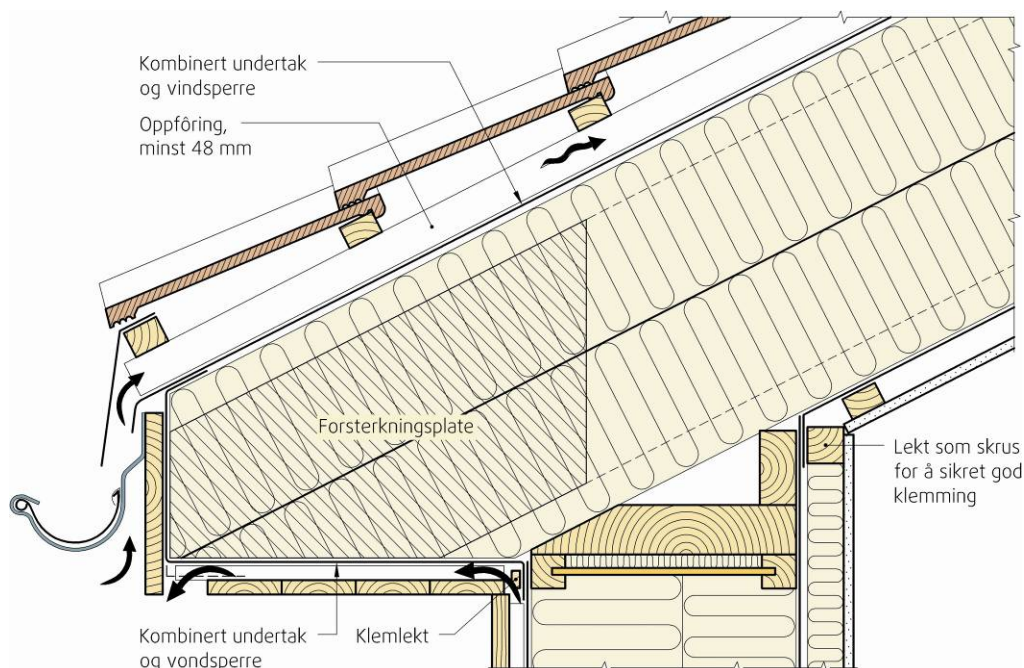 Kombinert undertak
og vindsperre
Oppfôring,
minst 48 mm
Forsterkningsplate
Lekt som skrus
for å sikret god
klemming
Kombinert undertak
og vondsperre
Klemlekt